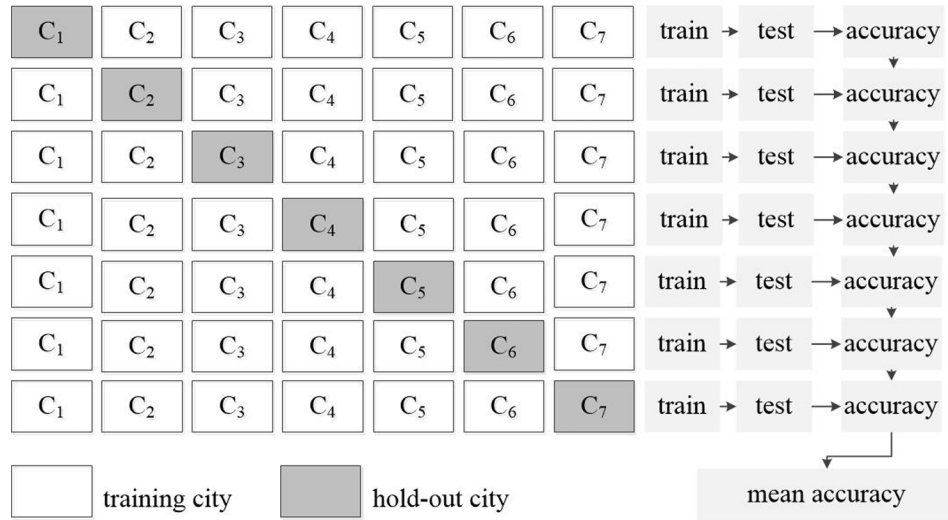 C₁ C₂ C₃ C₄ C₅ C₆ C₇ train test accuracy
C₁ C₂ C₃ C₄ C₅ C₆ C₇ train test accuracy
C₁ C₂ C₃ C₄ C₅ C₆ C₇ train test accuracy
C₁ C₂ C₃ C₄ C₅ C₆ C₇ train test accuracy
C₁ C₂ C₃ C₄ C₅ C₆ C₇ train test accuracy
C₁ C₂ C₃ C₄ C₅ C₆ C₇ train test accuracy
C₁ C₂ C₃ C₄ C₅ C₆ C₇ train test accuracy
training city hold-out city mean accuracy